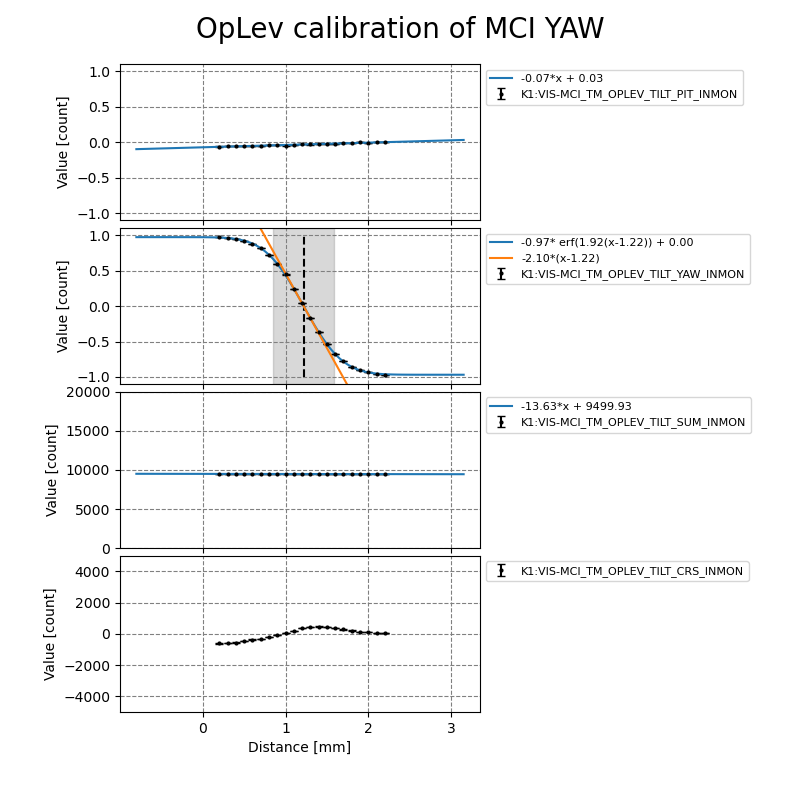 OpLev calibration of MCI YAW
1.0
0.5
0.0
−0.5
−1.0
Value [count]
-0.07*x + 0.03
K1:VIS-MCI_TM_OPLEV_TILT_PIT_INMON
1.0
0.5
0.0
−0.5
−1.0
Value [count]
-0.97* erf(1.92(x-1.22)) + 0.00
-2.10*(x-1.22)
K1:VIS-MCI_TM_OPLEV_TILT_YAW_INMON
20000
15000
10000
5000
0
Value [count]
-13.63*x + 9499.93
K1:VIS-MCI_TM_OPLEV_TILT_SUM_INMON
4000
2000
0
−2000
−4000
Value [count]
K1:VIS-MCI_TM_OPLEV_TILT_CRS_INMON
0 1 2 3
Distance [mm]